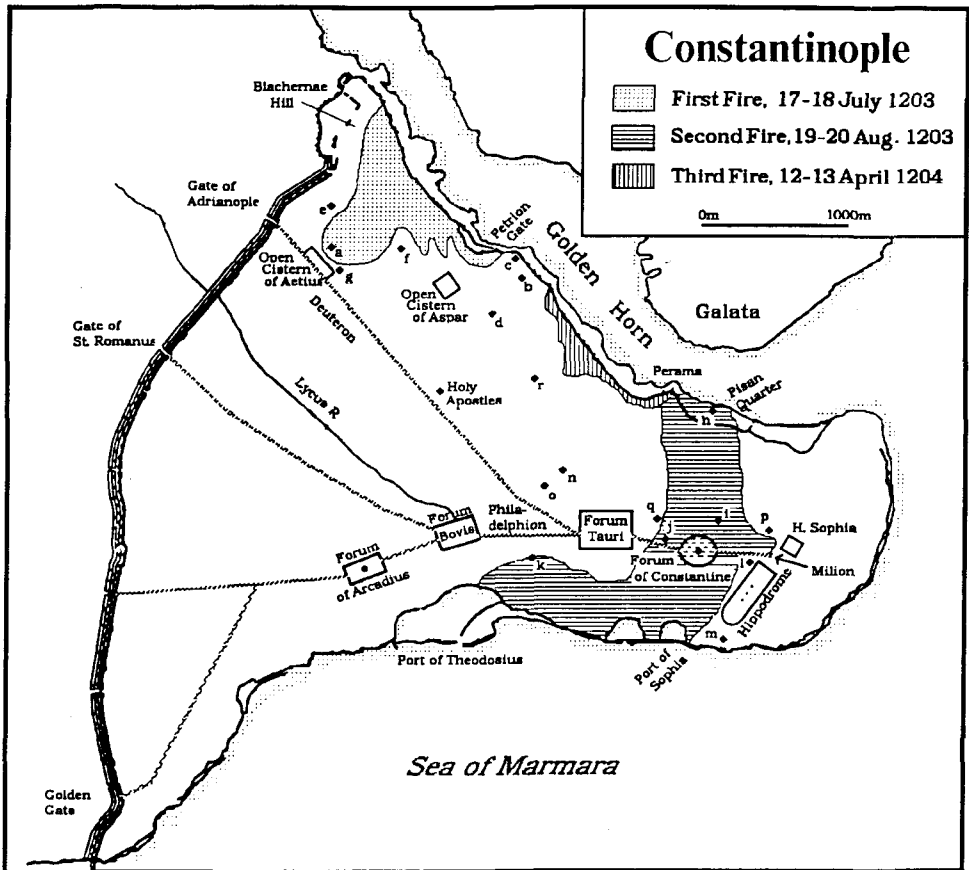 Constantinople
First Fire, 17-18 July 1203
Second Fire, 19-20 Aug. 1203
Third Fire, 12-13 April 1204
0m 1000m
Blachernae
Hill
Gate of
Adrianople
e
a
g
f
Open
Cistern
of Aetius
Deuteron
Open
Cistern
of Aspar
Petrion
Gate
c
b
d
Golden
Horn
Galata
Gate of
St. Romanus
Lycus R.
Holy
Apostles
r
Perama
Pisan
Quarter
h
n
o
q
j
i
p
H. Sophia
Milion
Forum
Bovis
Phila-
delphion
Forum
Tauri
Forum
of Constantine
l
Hippodrome
Forum
of Arcadius
k
m
Port of Theodosius
Port of
Sophia
Sea of Marmara
Golden
Gate